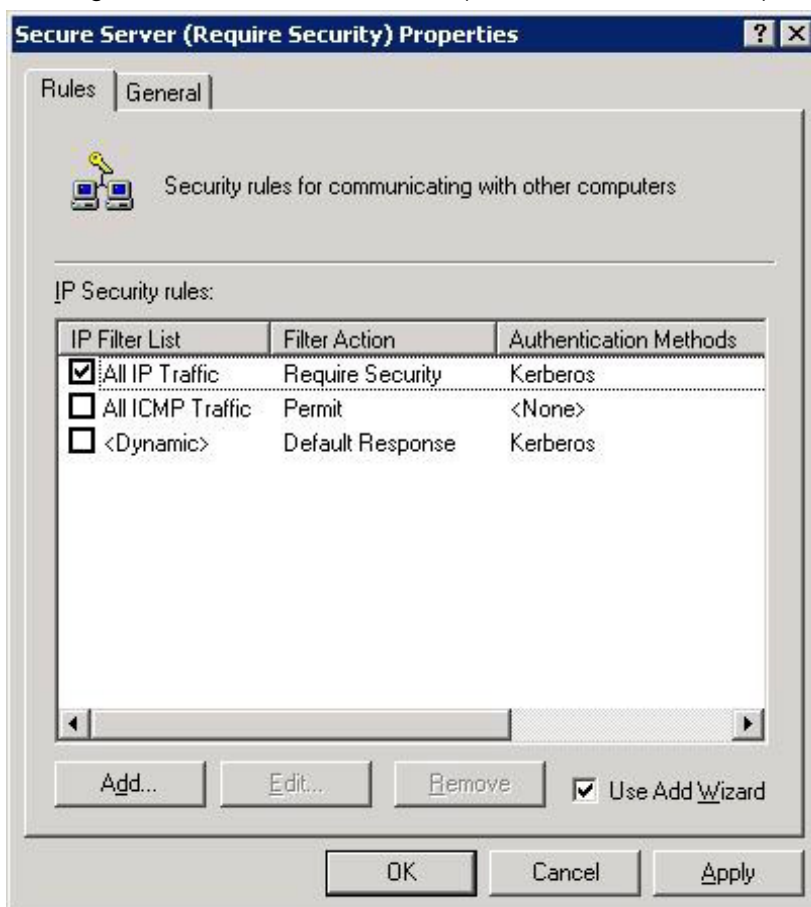 Secure Server (Require Security) Properties
Rules General
Security rules for communicating with other computers
IP Security rules:
IP Filter List Filter Action Authentication Methods
All IP Traffic Require Security Kerberos
All ICMP Traffic Permit <None>
<Dynamic> Default Response Kerberos
Add... Edit... Remove Use Add Wizard
OK Cancel Apply